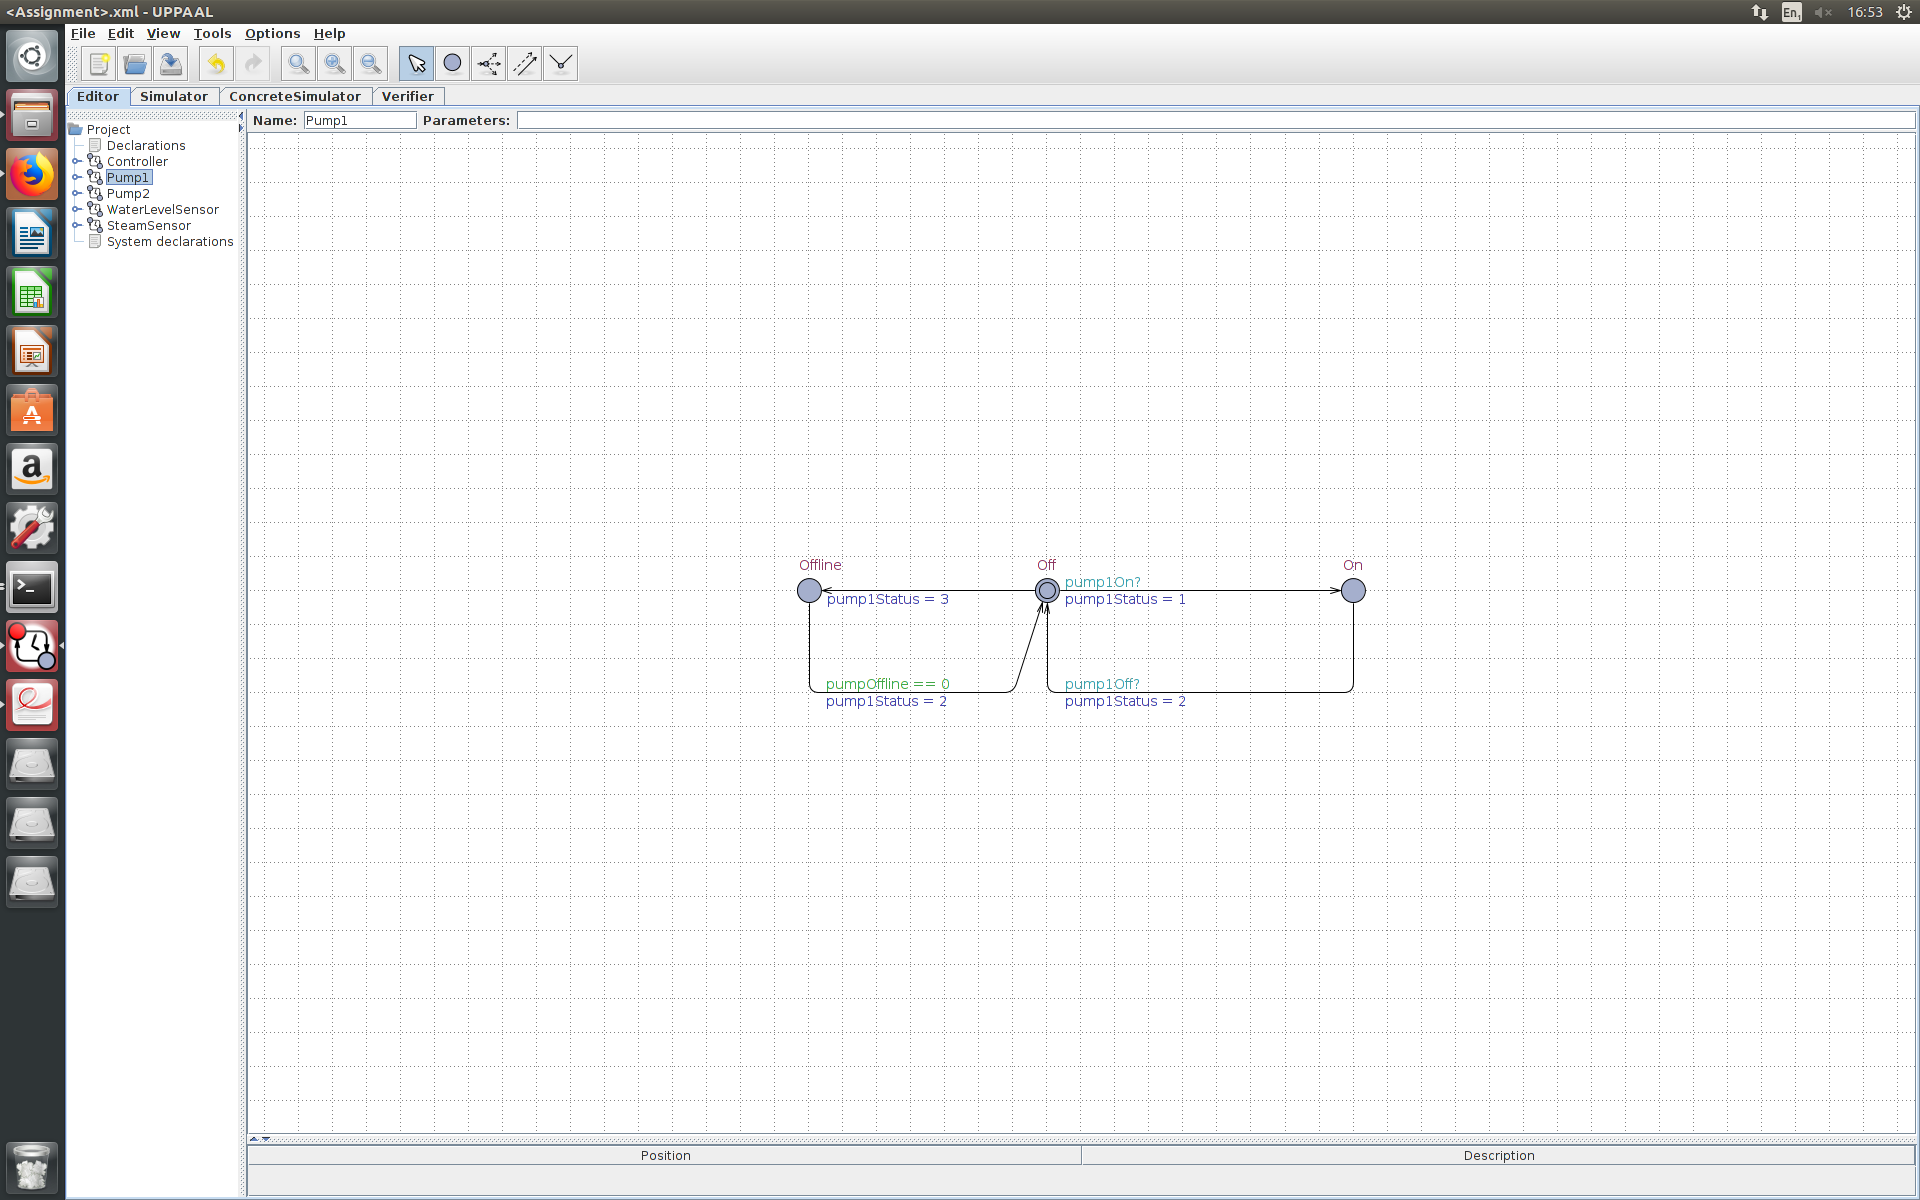 <Assignment>.xml - UPPAAL
En1 16:53
File Edit View Tools Options Help
Editor Simulator ConcreteSimulator Verifier
Name: Pump1 Parameters:
Project
Declarations
Controller
Pump1
Pump2
WaterLevelSensor
SteamSensor
System declarations
Offline Off On
pump1On?
pump1Status = 3 pump1Status = 1
pumpOffline == 0 pump1Off?
pump1Status = 2 pump1Status = 2
Position Description